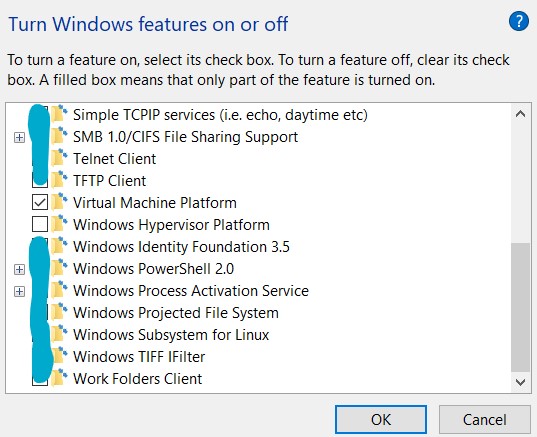 Turn Windows features on or off
?
To turn a feature on, select its check box. To turn a feature off, clear its check
box. A filled box means that only part of the feature is turned on.
Simple TCPIP services (i.e. echo, daytime etc)
SMB 1.0/CIFS File Sharing Support
Telnet Client
TFTP Client
Virtual Machine Platform
Windows Hypervisor Platform
Windows Identity Foundation 3.5
Windows PowerShell 2.0
Windows Process Activation Service
Windows Projected File System
Windows Subsystem for Linux
Windows TIFF IFilter
Work Folders Client
OK Cancel